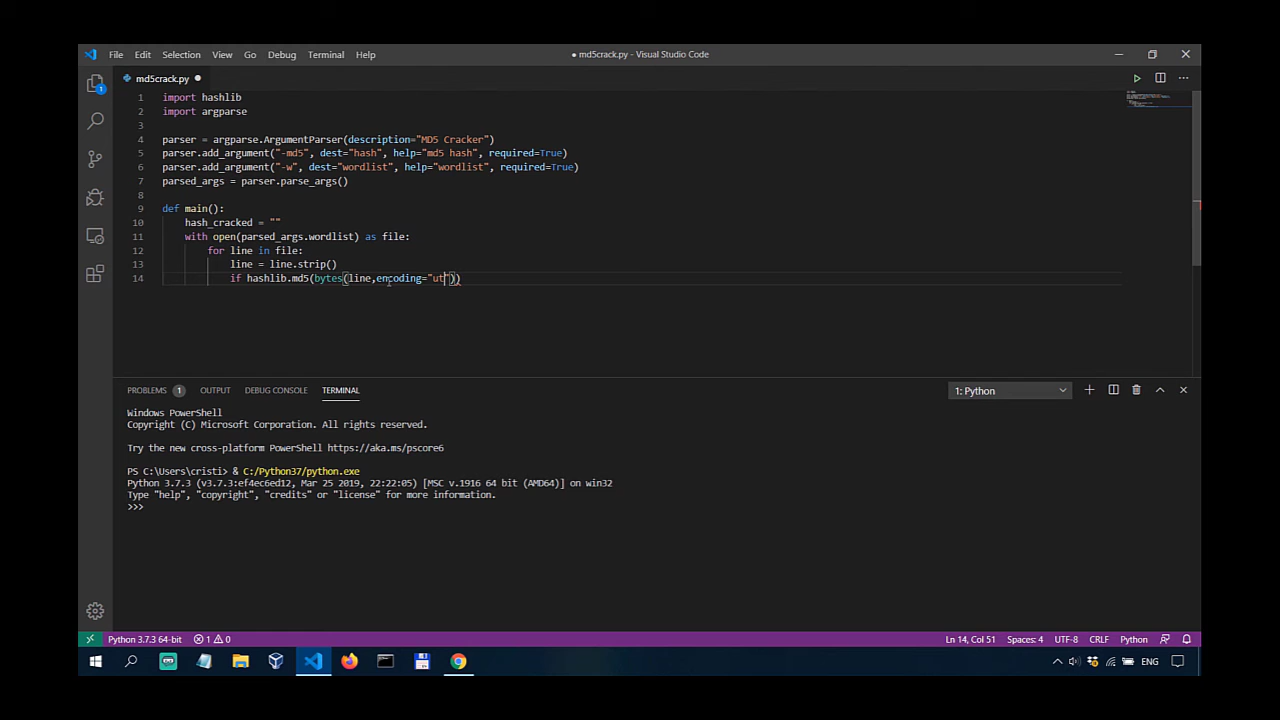 File Edit Selection View Go Debug Terminal Help
● md5crack.py - Visual Studio Code
md5crack.py
1 import hashlib
2 import argparse
3
4 parser = argparse.ArgumentParser(description="MD5 Cracker")
5 parser.add_argument("-md5", dest="hash", help="md5 hash", required=True)
6 parser.add_argument("-w", dest="wordlist", help="wordlist", required=True)
7 parsed_args = parser.parse_args()
8
9 def main():
10 hash_cracked = ""
11 with open(parsed_args.wordlist) as file:
12 for line in file:
13 line = line.strip()
14 if hashlib.md5(bytes(line,encoding="ut"))
PROBLEMS 1 OUTPUT DEBUG CONSOLE TERMINAL
1: Python
Windows PowerShell
Copyright (C) Microsoft Corporation. All rights reserved.
Try the new cross-platform PowerShell https://aka.ms/pscore6
PS C:\Users\cristi> & C:/Python37/python.exe
Python 3.7.3 (v3.7.3:ef4ec6ed12, Mar 25 2019, 22:22:05) [MSC v.1916 64 bit (AMD64)] on win32
Type "help", "copyright", "credits" or "license" for more information.
>>>
1
Python 3.7.3 64-bit 1 0
Ln 14, Col 51 Spaces: 4 UTF-8 CRLF Python
ENG